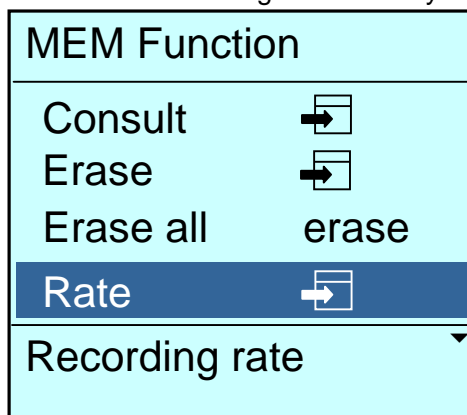 MEM Function
Consult
Erase
Erase all erase
Rate
Recording rate